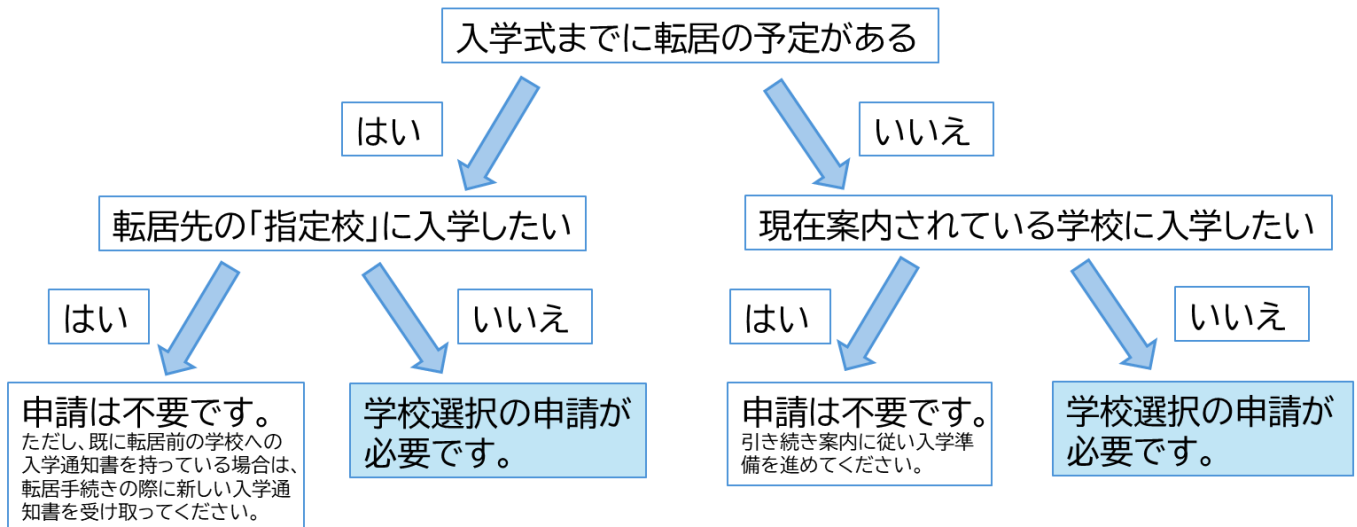 入学式までに転居の予定がある
はい
いいえ
転居先の「指定校」に入学したい
現在案内されている学校に入学したい
はい
いいえ
はい
いいえ
申請は不要です。
ただし、既に転居前の学校への
入学通知書を持っている場合は、
転居手続きの際に新しい入学通
知書を受け取ってください。
学校選択の申請が
必要です。
申請は不要です。
引き続き案内に従い入学準
備を進めてください。
学校選択の申請が
必要です。